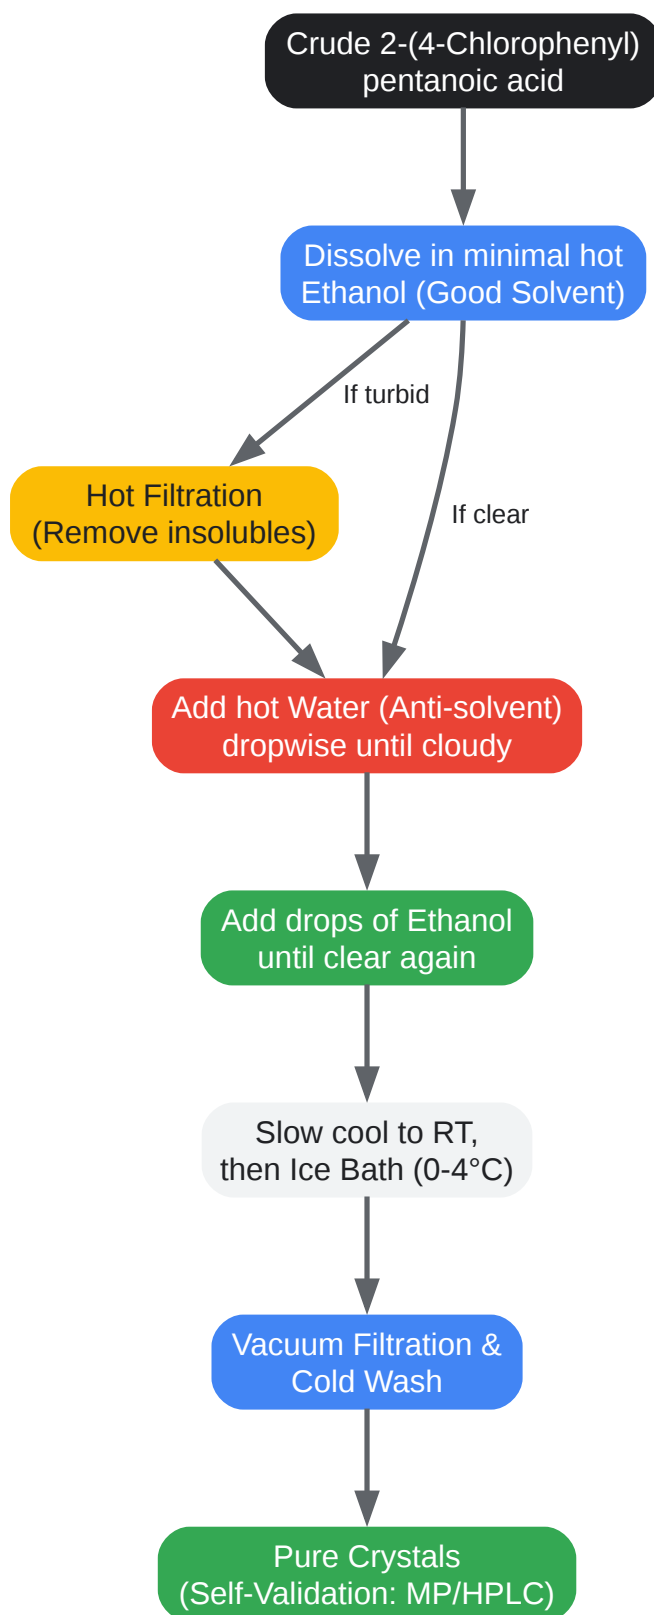 Crude 2-(4-Chlorophenyl)
pentanoic acid
Dissolve in minimal hot
Ethanol (Good Solvent)
If turbid
Hot Filtration
(Remove insolubles)
If clear
Add hot Water (Anti-solvent)
dropwise until cloudy
Add drops of Ethanol
until clear again
Slow cool to RT,
then Ice Bath (0-4°C)
Vacuum Filtration &
Cold Wash
Pure Crystals
(Self-Validation: MP/HPLC)